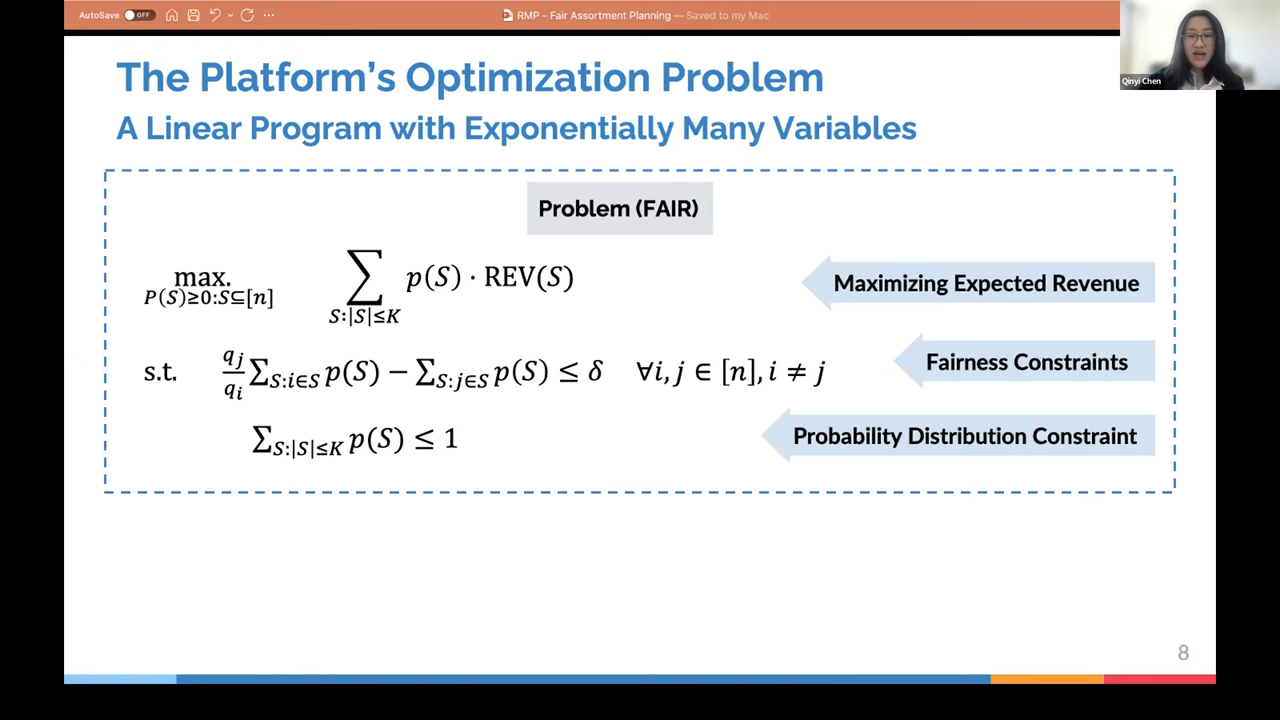 AutoSave OFF
RMP - Fair Assortment Planning — Saved to my Mac
Qinyi Chen
The Platform's Optimization Problem
A Linear Program with Exponentially Many Variables
Problem (FAIR)
max. ∑ p(S) · REV(S)
P(S)≥0:S⊆[n] S:|S|≤K
Maximizing Expected Revenue
s.t. q_j/q_i ∑_{S:i∈S} p(S) − ∑_{S:j∈S} p(S) ≤ δ ∀i, j ∈ [n], i ≠ j
Fairness Constraints
∑_{S:|S|≤K} p(S) ≤ 1
Probability Distribution Constraint
8